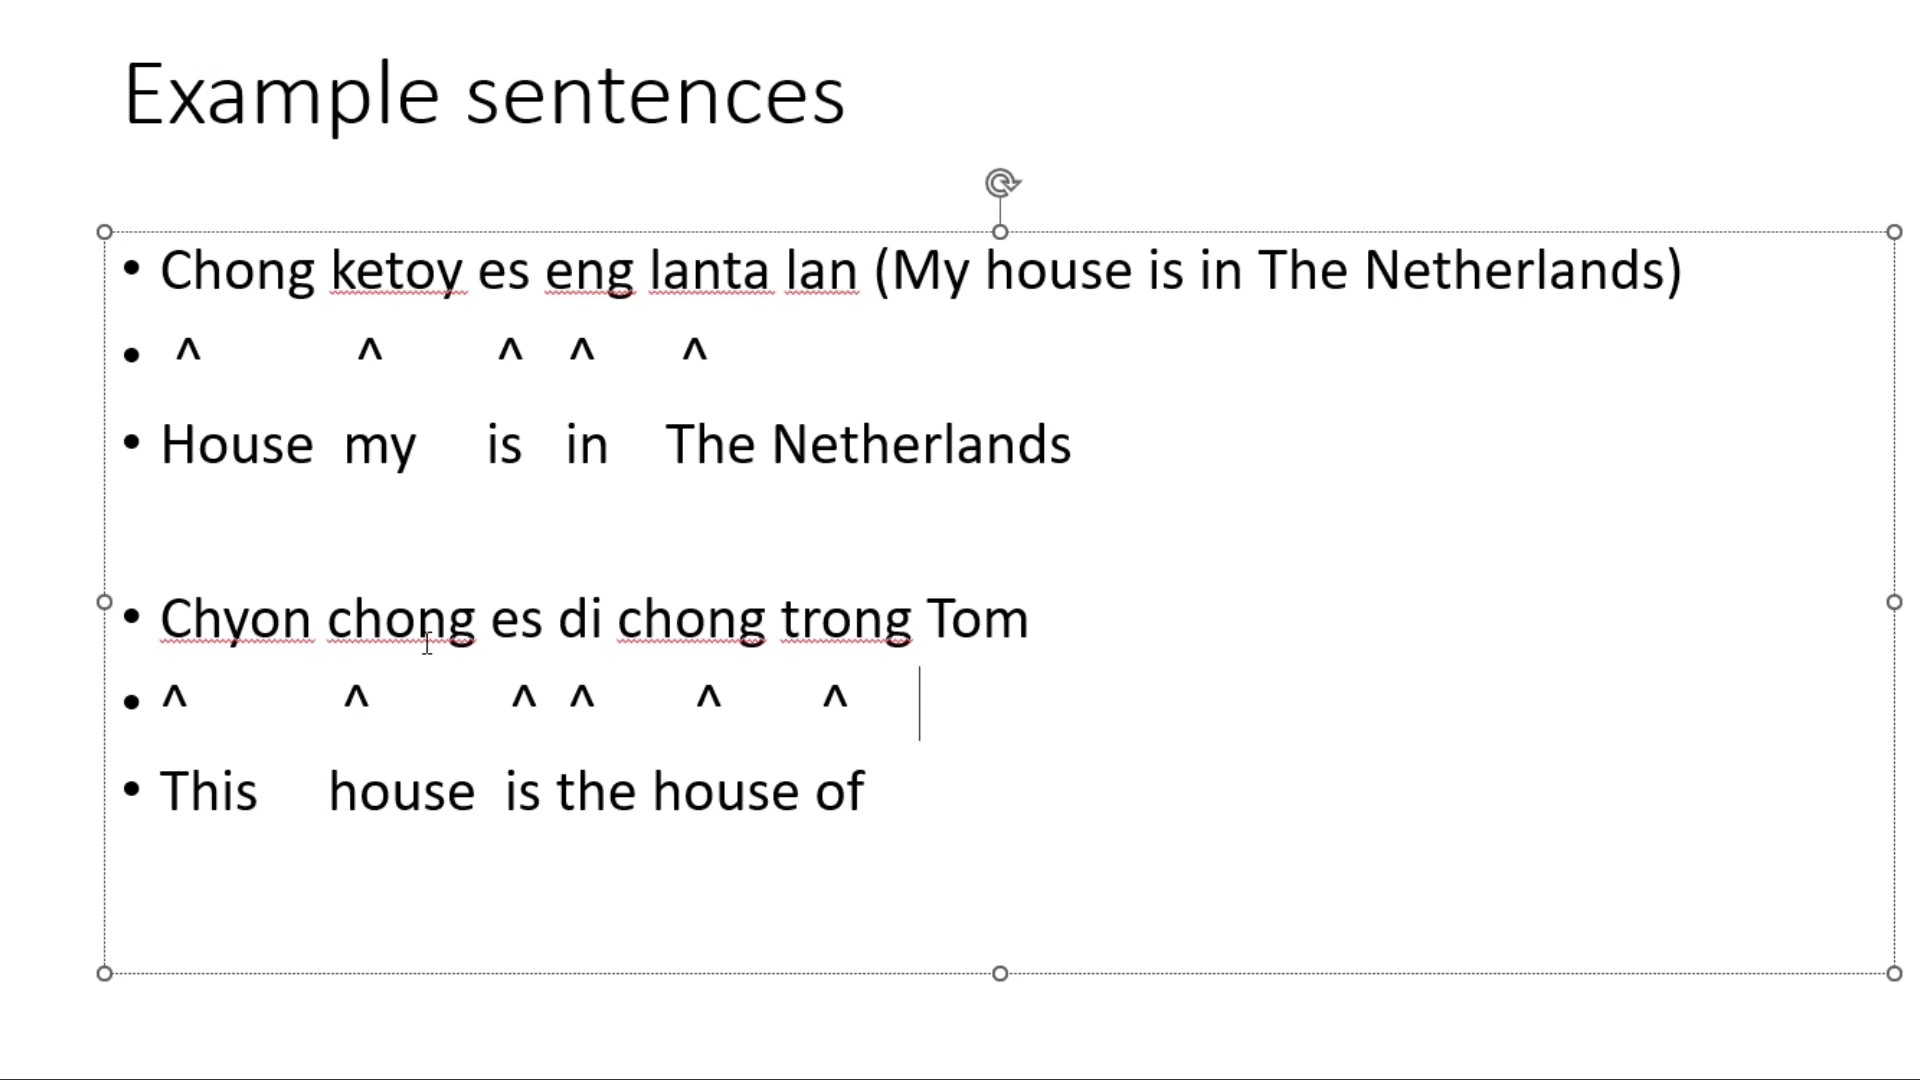 Example sentences
• Chong ketoy es eng lanta lan (My house is in The Netherlands)
• ^ ^ ^ ^ ^
• House my is in The Netherlands
• Chyon chong es di chong trong Tom
• ^ ^ ^ ^ ^ ^
• This house is the house of